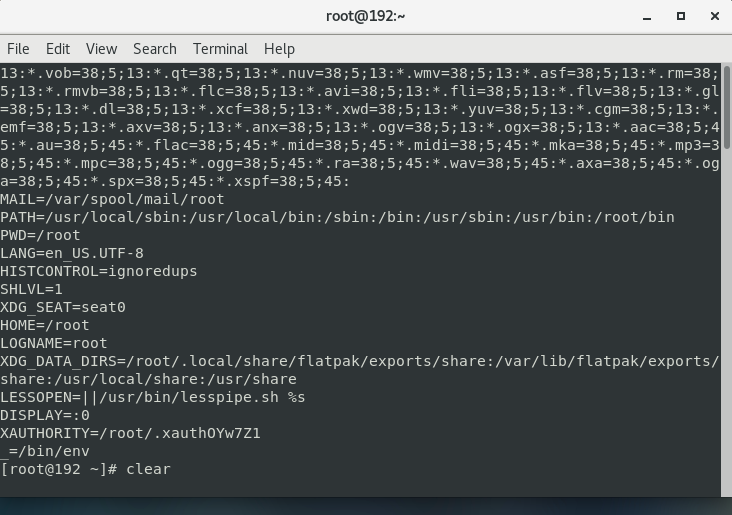 root@192:~
File Edit View Search Terminal Help
13:*.vob=38;5;13:*.qt=38;5;13:*.nuv=38;5;13:*.wmv=38;5;13:*.asf=38;5;13:*.rm=38;
5;13:*.rmvb=38;5;13:*.flc=38;5;13:*.avi=38;5;13:*.fli=38;5;13:*.flv=38;5;13:*.gl
=38;5;13:*.dl=38;5;13:*.xcf=38;5;13:*.xwd=38;5;13:*.yuv=38;5;13:*.cgm=38;5;13:*.
emf=38;5;13:*.axv=38;5;13:*.anx=38;5;13:*.ogv=38;5;13:*.ogx=38;5;13:*.aac=38;5;4
5:*.au=38;5;45:*.flac=38;5;45:*.mid=38;5;45:*.midi=38;5;45:*.mka=38;5;45:*.mp3=3
8;5;45:*.mpc=38;5;45:*.ogg=38;5;45:*.ra=38;5;45:*.wav=38;5;45:*.axa=38;5;45:*.og
a=38;5;45:*.spx=38;5;45:*.xspf=38;5;45:
MAIL=/var/spool/mail/root
PATH=/usr/local/sbin:/usr/local/bin:/sbin:/bin:/usr/sbin:/usr/bin:/root/bin
PWD=/root
LANG=en_US.UTF-8
HISTCONTROL=ignoredups
SHLVL=1
XDG_SEAT=seat0
HOME=/root
LOGNAME=root
XDG_DATA_DIRS=/root/.local/share/flatpak/exports/share:/var/lib/flatpak/exports/
share:/usr/local/share:/usr/share
LESSOPEN=||/usr/bin/lesspipe.sh %s
DISPLAY=:0
XAUTHORITY=/root/.xauthOYw7Z1
_=/bin/env
[root@192 ~]# clear